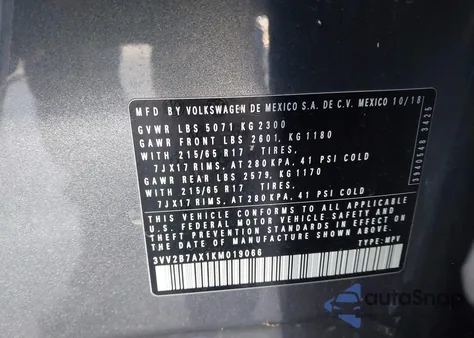 MFD BY VOLKSWAGEN DE MEXICO S.A. DE C.V. MEXICO 10/18
GVWR LBS 5071 KG 2300
GAWR FRONT LBS 2601, KG 1180
WITH 215/65 R17 TIRES,
7JX17 RIMS, AT 280 KPA, 41 PSI COLD
GAWR REAR LBS 2579, KG 1170
WITH 215/65 R17 TIRES,
7JX17 RIMS, AT 280 KPA, 41 PSI COLD
THIS VEHICLE CONFORMS TO ALL APPLICABLE
U.S. FEDERAL MOTOR VEHICLE SAFETY AND
THEFT PREVENTION STANDARDS IN EFFECT ON
THE DATE OF MANUFACTURE SHOWN ABOVE
3VV2B7AX1KM019066 TYPE: MPV
3425
autoSnap